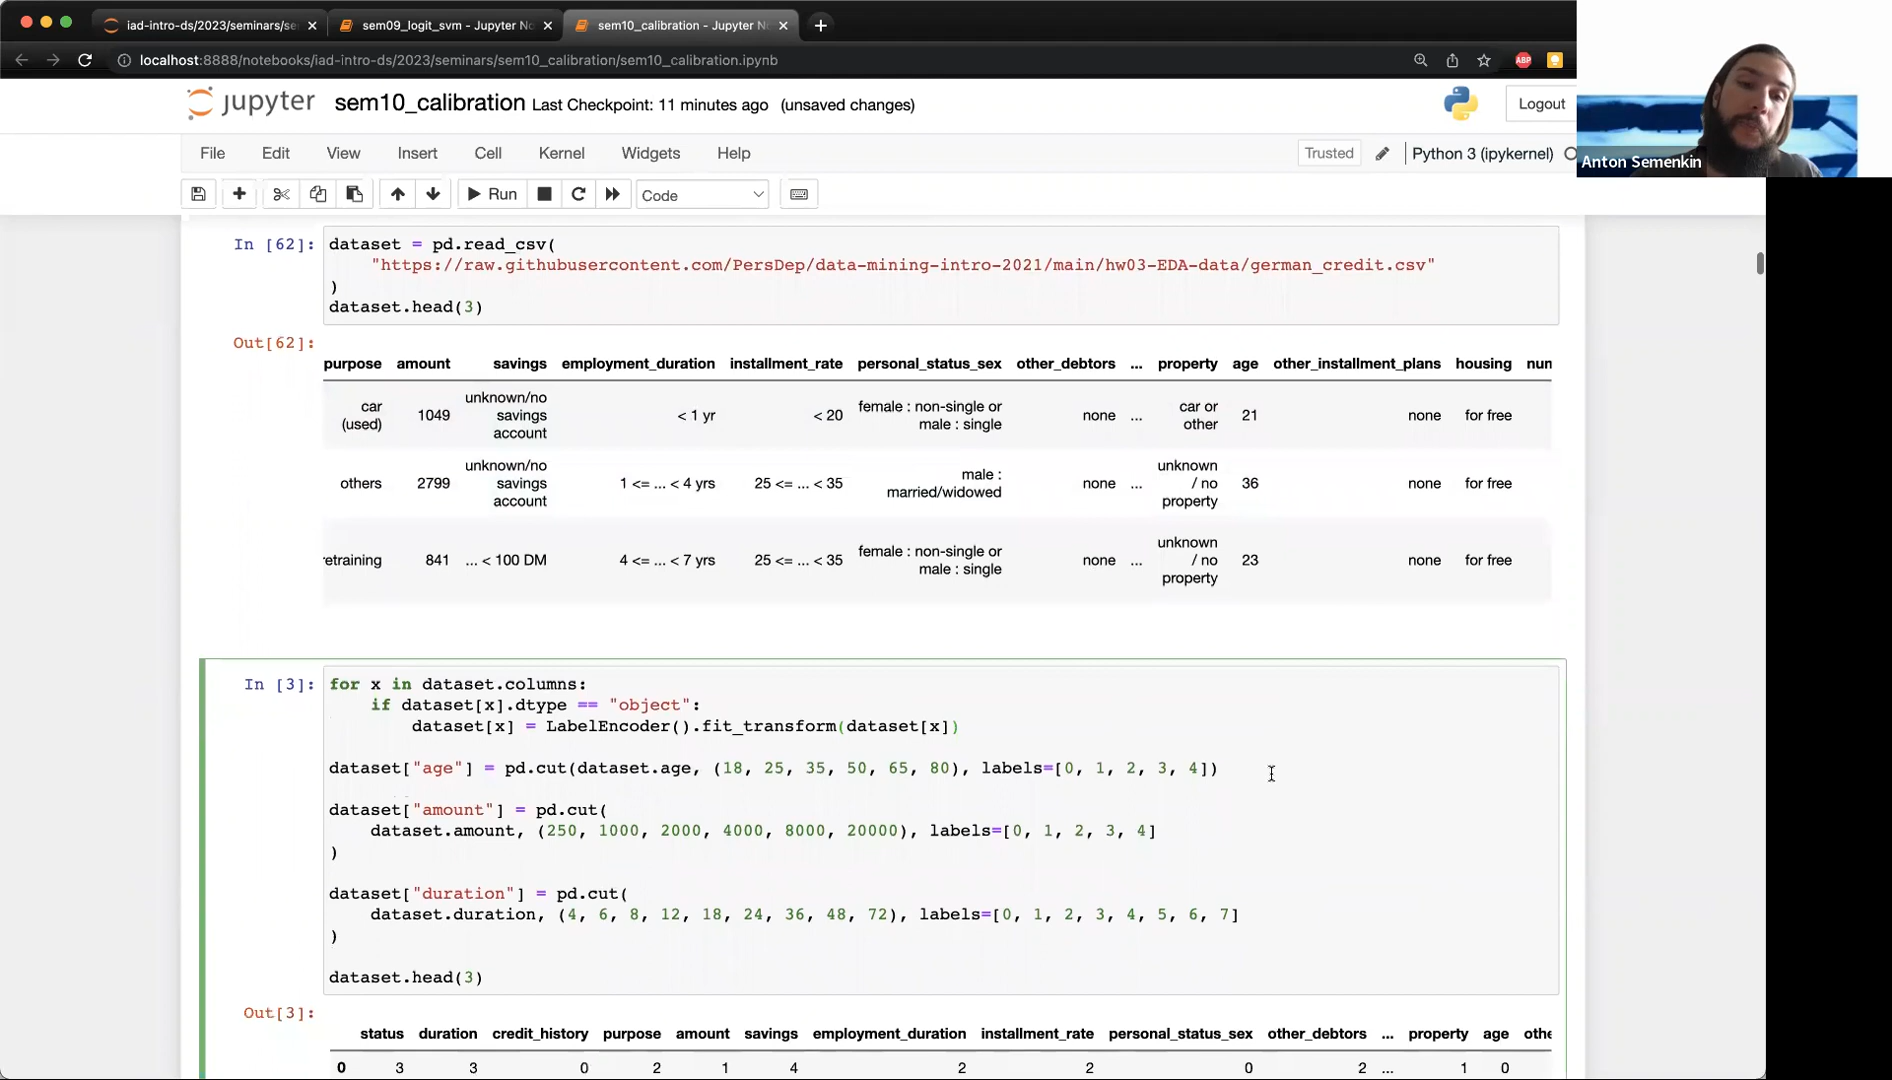 iad-intro-ds/2023/seminars/se
sem09_logit_svm - Jupyter No
sem10_calibration - Jupyter N
localhost:8888/notebooks/iad-intro-ds/2023/seminars/sem10_calibration/sem10_calibration.ipynb
ABP
jupyter sem10_calibration Last Checkpoint: 11 minutes ago (unsaved changes)
Logout
Anton Semenkin
File Edit View Insert Cell Kernel Widgets Help
Trusted Python 3 (ipykernel)
Run Code
In [62]: dataset = pd.read_csv(
"https://raw.githubusercontent.com/PersDep/data-mining-intro-2021/main/hw03-EDA-data/german_credit.csv"
)
dataset.head(3)
Out[62]:
purpose amount savings employment_duration installment_rate personal_status_sex other_debtors ... property age other_installment_plans housing num
car (used) 1049 unknown/no savings account < 1 yr < 20 female : non-single or male : single none ... car or other 21 none for free
others 2799 unknown/no savings account 1 <= ... < 4 yrs 25 <= ... < 35 male : married/widowed none ... unknown / no property 36 none for free
retraining 841 ... < 100 DM 4 <= ... < 7 yrs 25 <= ... < 35 female : non-single or male : single none ... unknown / no property 23 none for free
In [3]: for x in dataset.columns:
if dataset[x].dtype == "object":
dataset[x] = LabelEncoder().fit_transform(dataset[x])
dataset["age"] = pd.cut(dataset.age, (18, 25, 35, 50, 65, 80), labels=[0, 1, 2, 3, 4])
dataset["amount"] = pd.cut(
dataset.amount, (250, 1000, 2000, 4000, 8000, 20000), labels=[0, 1, 2, 3, 4]
)
dataset["duration"] = pd.cut(
dataset.duration, (4, 6, 8, 12, 18, 24, 36, 48, 72), labels=[0, 1, 2, 3, 4, 5, 6, 7]
)
dataset.head(3)
Out[3]:
status duration credit_history purpose amount savings employment_duration installment_rate personal_status_sex other_debtors ... property age othe
0 3 3 0 2 1 4 2 2 0 2 ... 1 0